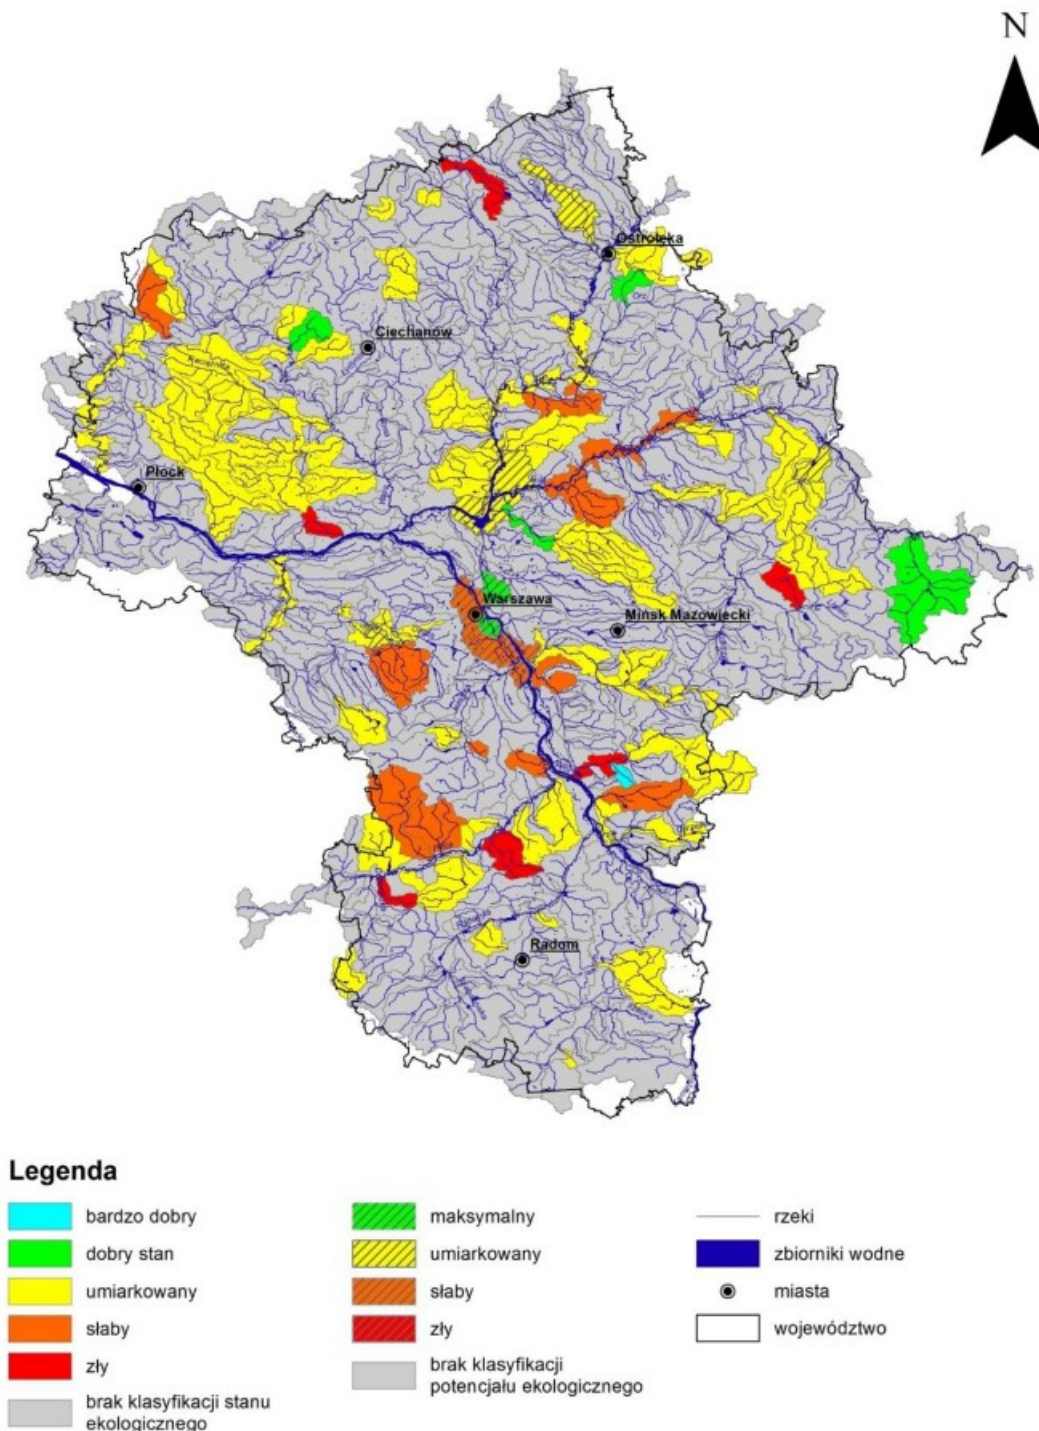 N
Ostrołęka
Ciechanów
Płock
Warszawa
Mińsk Mazowiecki
Radom
Legenda
bardzo dobry
dobry stan
umiarkowany
słaby
zły
brak klasyfikacji stanu
ekologicznego
maksymalny
umiarkowany
słaby
zły
brak klasyfikacji
potencjału ekologicznego
rzeki
zbiorniki wodne
miasta
województwo